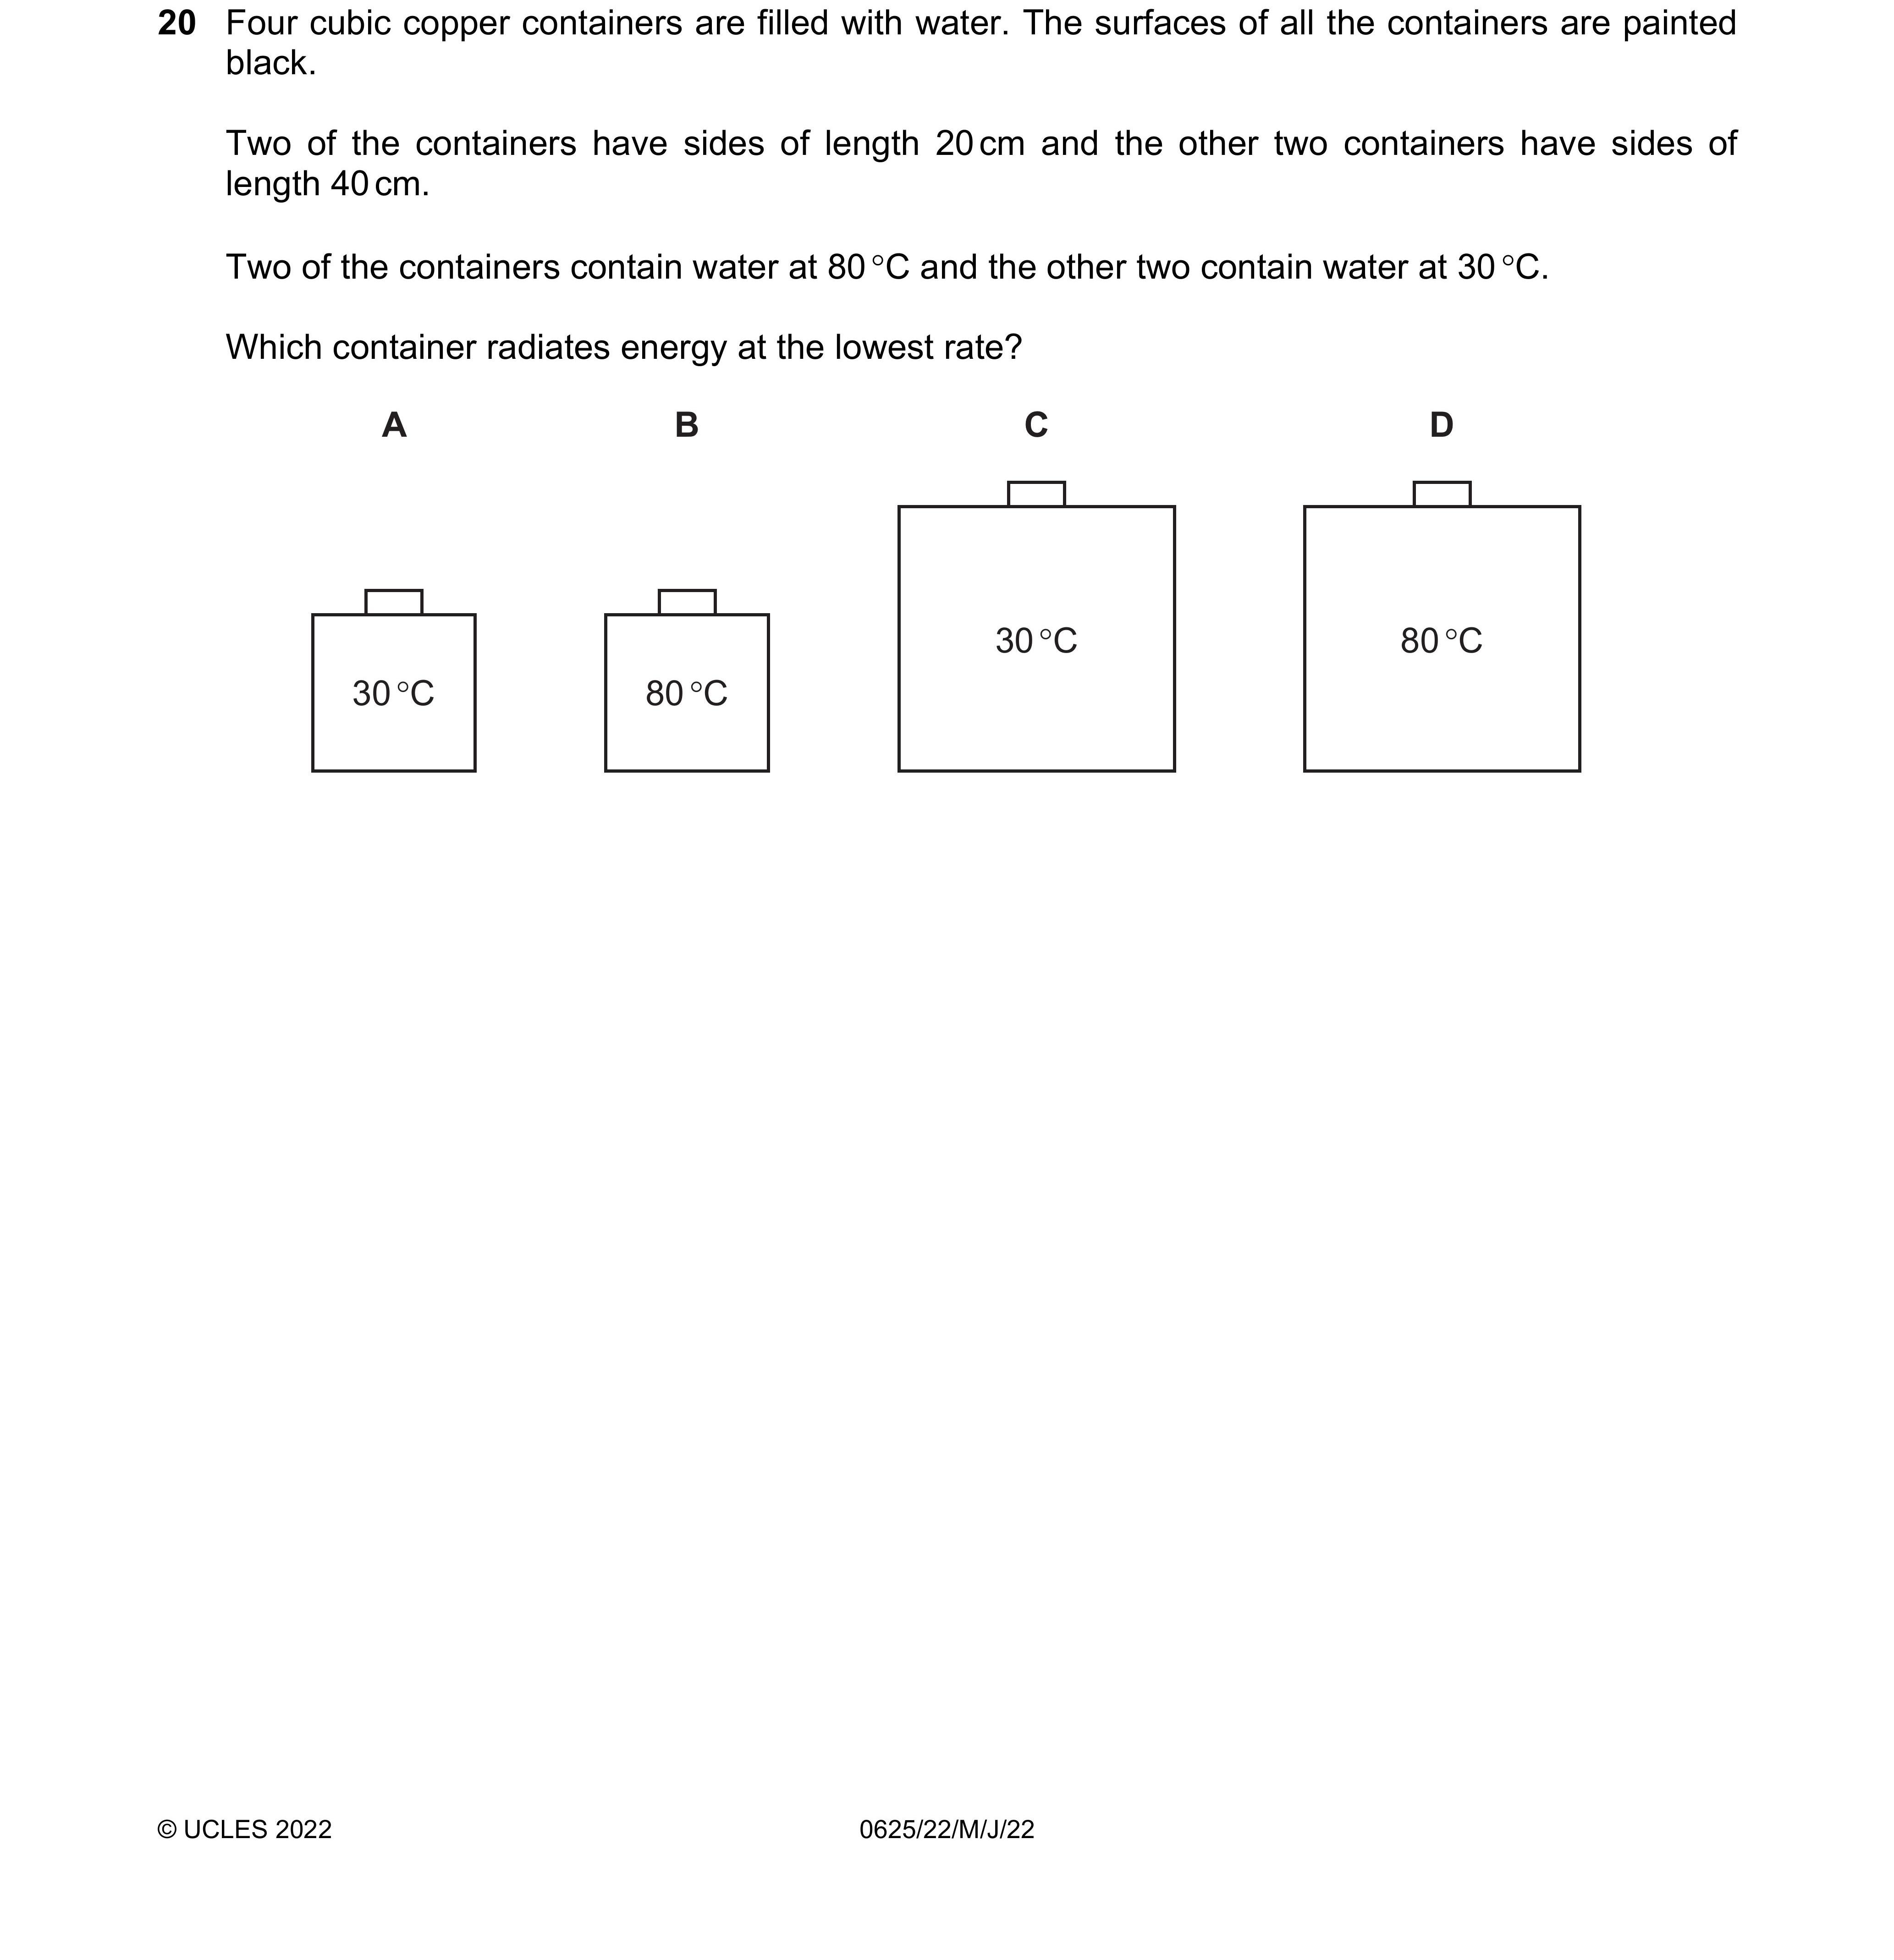 20 Four cubic copper containers are filled with water. The surfaces of all the containers are painted
black.
Two of the containers have sides of length 20 cm and the other two containers have sides of
length 40 cm.
Two of the containers contain water at 80 °C and the other two contain water at 30 °C.
Which container radiates energy at the lowest rate?
A B C D
30 °C 80 °C 30 °C 80 °C
© UCLES 2022 0625/22/M/J/22